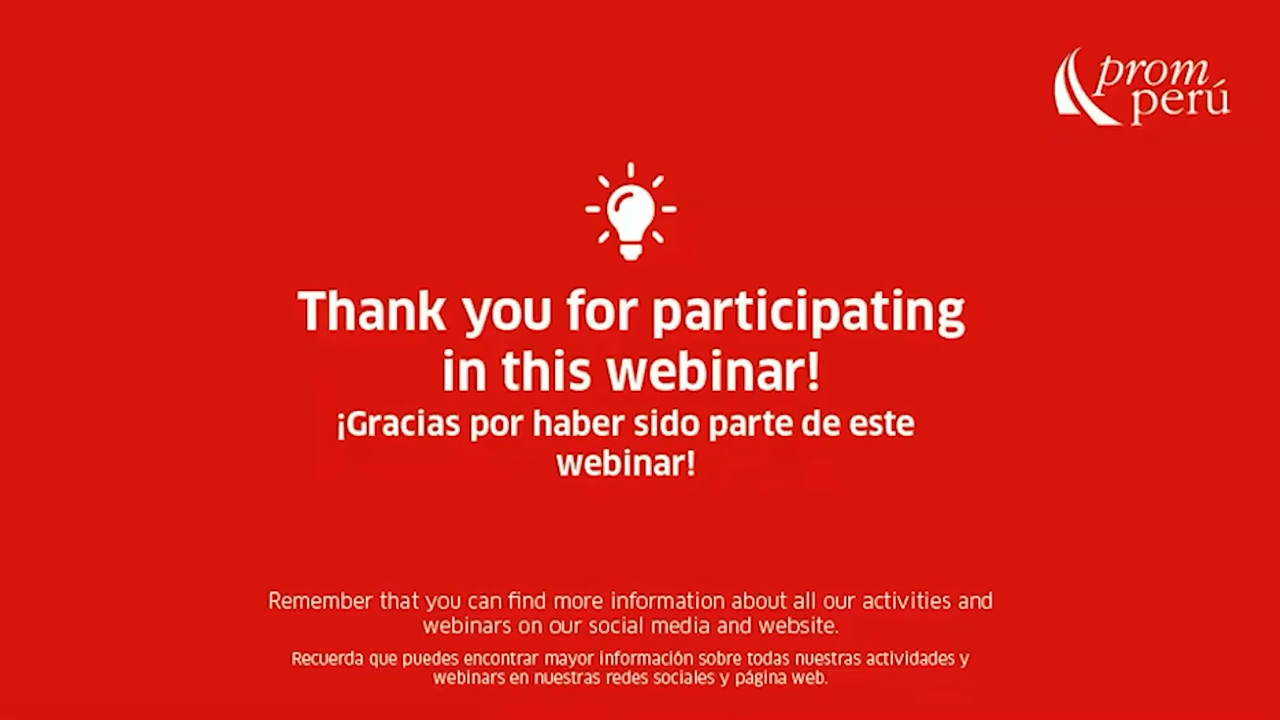 prom
perú
Thank you for participating
in this webinar!
¡Gracias por haber sido parte de este
webinar!
Remember that you can find more information about all our activities and
webinars on our social media and website.
Recuerda que puedes encontrar mayor información sobre todas nuestras actividades y
webinars en nuestras redes sociales y página web.